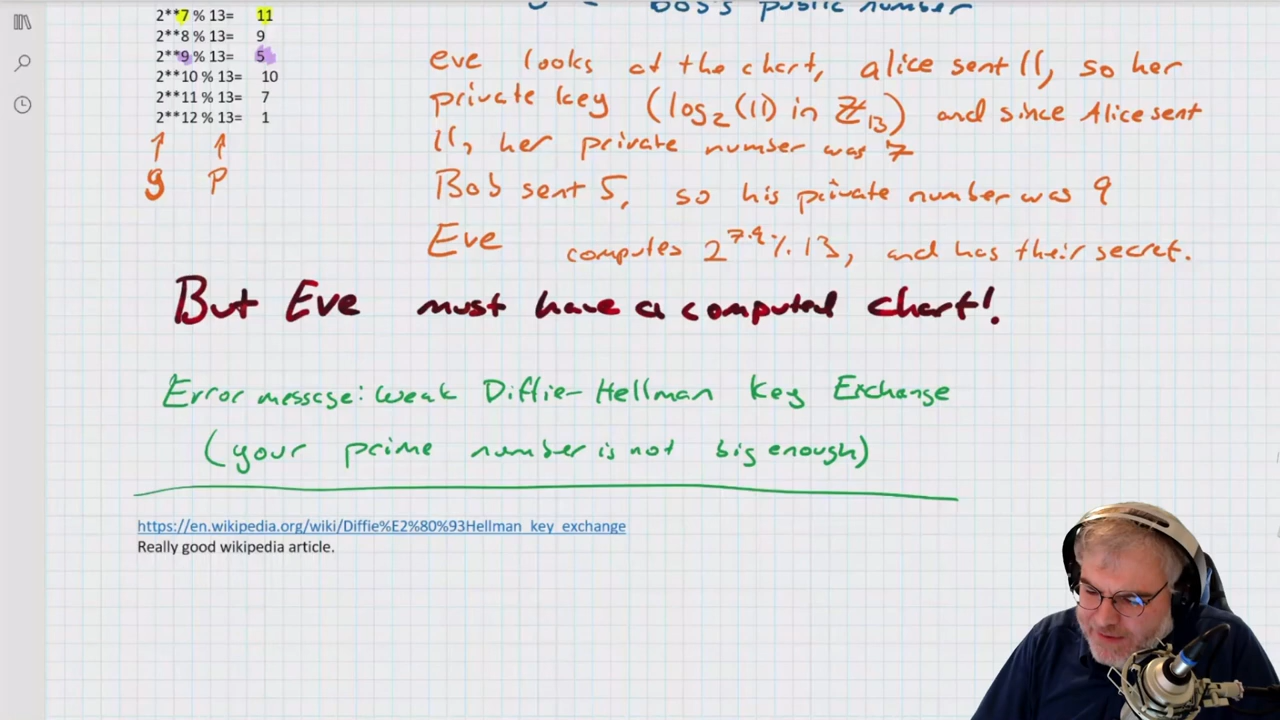 2**7 % 13= 11
2**8 % 13= 9
2**9 % 13= 5
2**10 % 13= 10
2**11 % 13= 7
2**12 % 13= 1
g p
Bob's public number
eve looks at the chart, alice sent 11, so her
private key (log₂(11) in ℤ₁₃) and since Alice sent
11, her private number was 7
Bob sent 5, so his private number was 9
Eve computes 2^7·9 % 13, and has their secret.
But Eve must have a computed chart!
Error message: weak Diffie-Hellman Key Exchange
(your prime number is not big enough)
https://en.wikipedia.org/wiki/Diffie%E2%80%93Hellman_key_exchange
Really good wikipedia article.